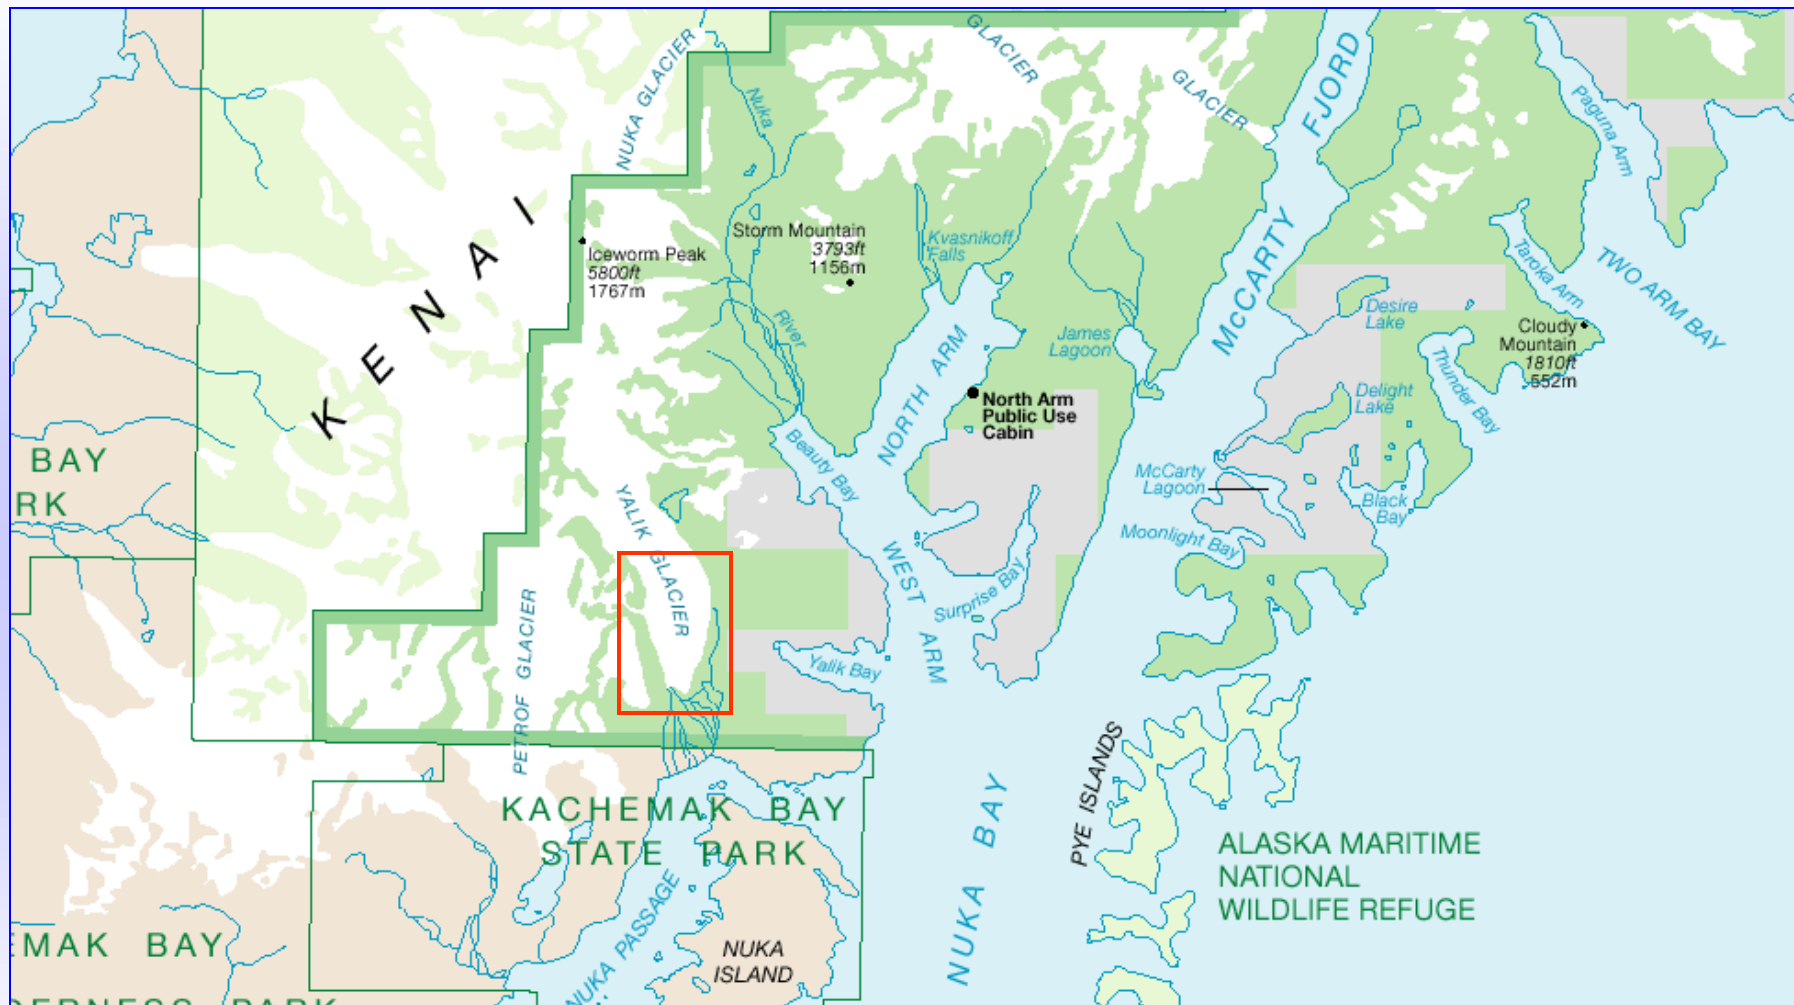 GLACIER
GLACIER
NUKA GLACIER
Nuka
River
McCARTY
FJORD
Paguna Arm
Taroka Arm
TWO ARM BAY
KENAI
Iceworm Peak
5800ft
1767m
Storm Mountain
3793ft
1156m
Kvasnikoff
Falls
James
Lagoon
Desire
Lake
Cloudy
Mountain
1810ft
552m
Thunder Bay
Delight
Lake
NORTH ARM
North Arm
Public Use
Cabin
Beauty Bay
McCarty
Lagoon
Black
Bay
Moonlight Bay
BAY
RK
YALIK GLACIER
WEST ARM
Surprise Bay
Yalik Bay
PETROF GLACIER
KACHEMAK BAY
STATE PARK
NUKA PASSAGE
NUKA
ISLAND
NUKA BAY
PYE ISLANDS
ALASKA MARITIME
NATIONAL
WILDLIFE REFUGE
EMAK BAY
DERNESS PARK